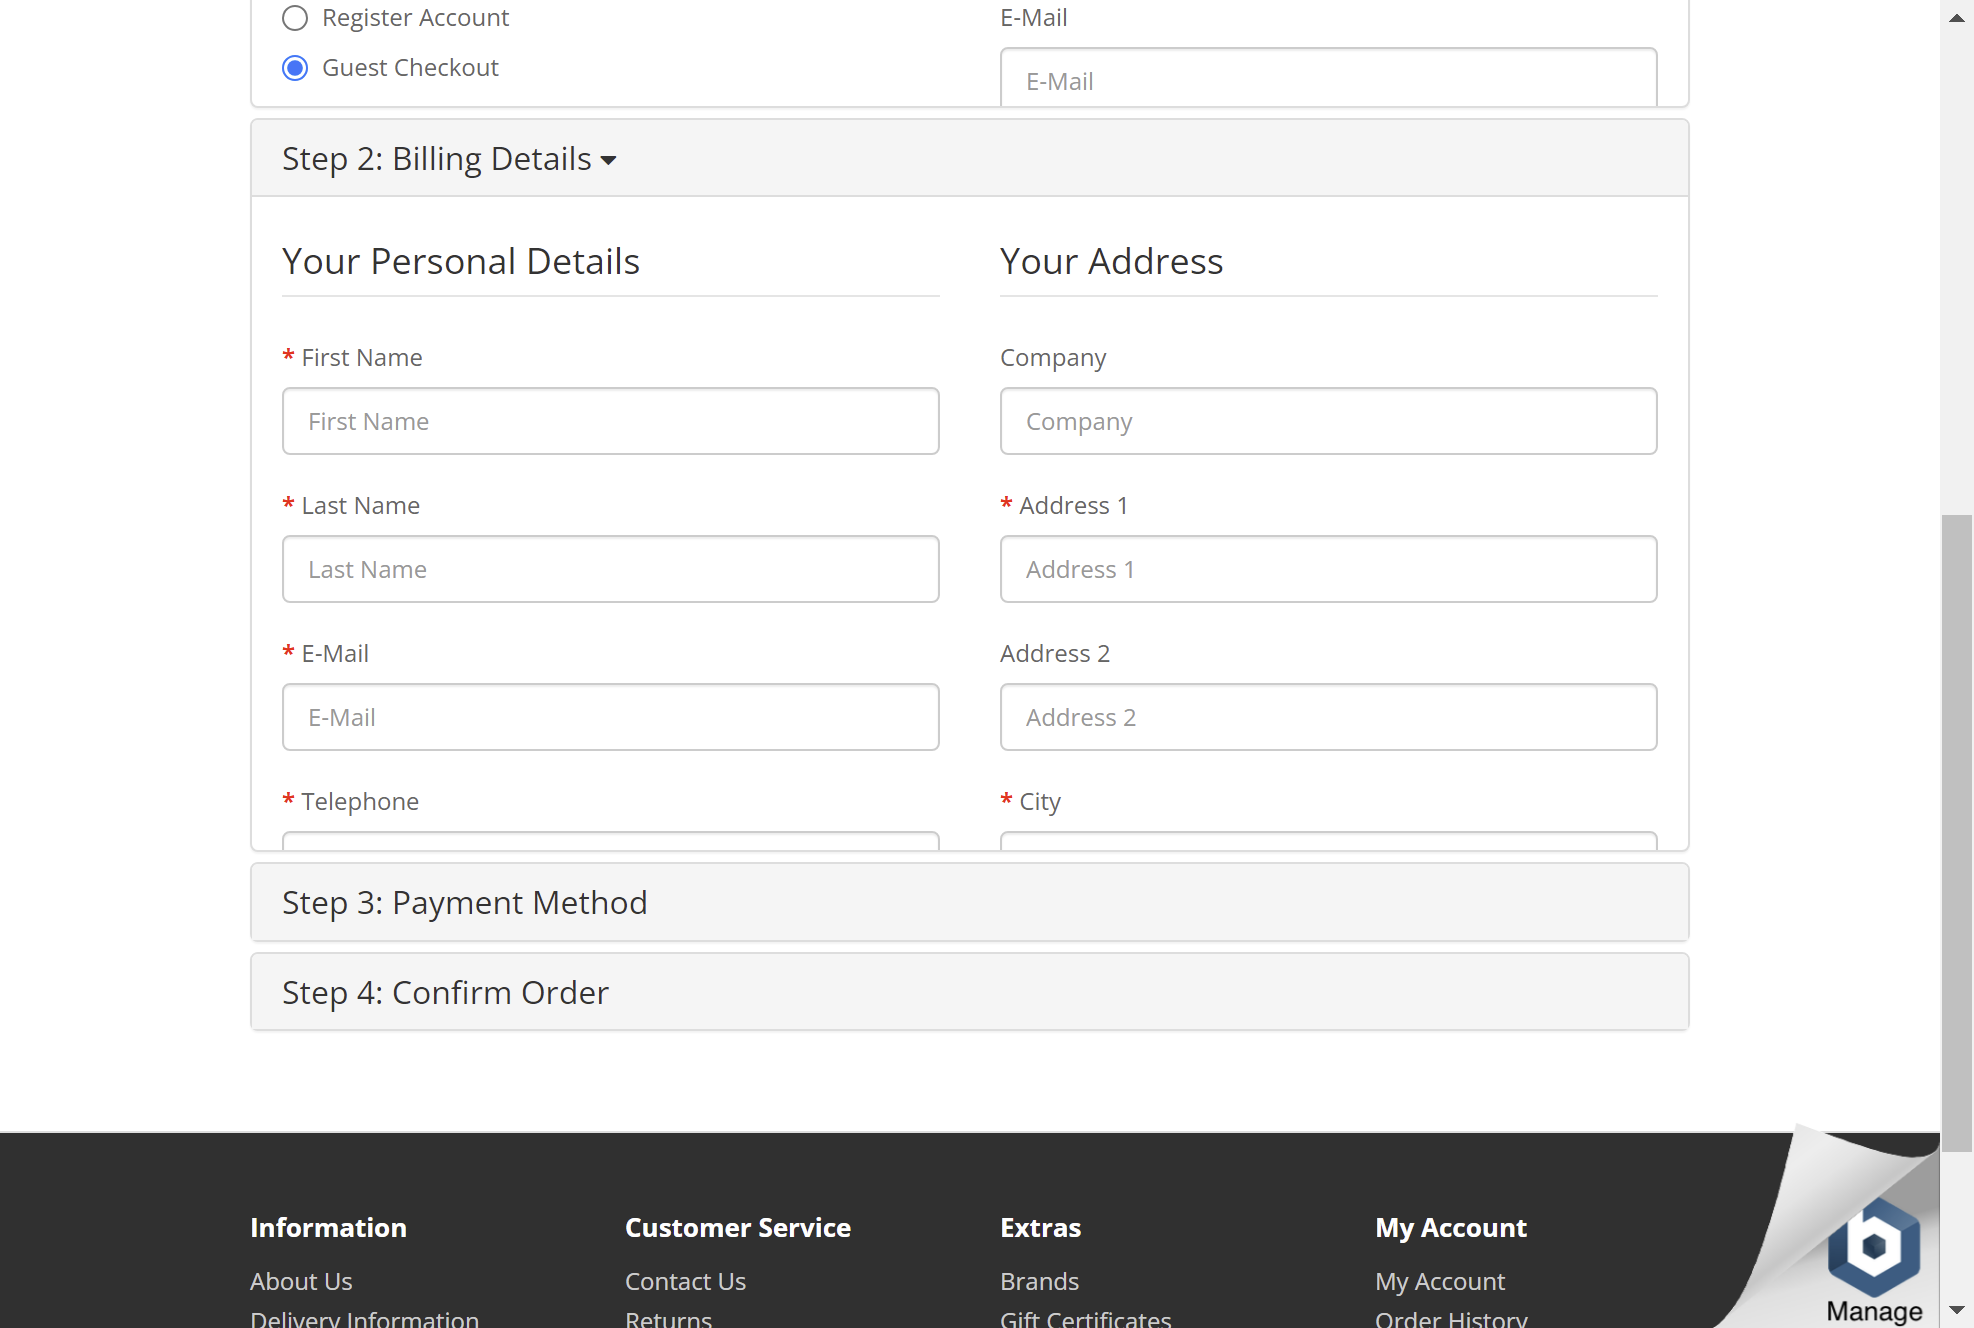 Register Account
Guest Checkout
E-Mail
E-Mail
Step 2: Billing Details
Your Personal Details
* First Name
First Name
* Last Name
Last Name
* E-Mail
E-Mail
* Telephone
Your Address
Company
Company
* Address 1
Address 1
Address 2
Address 2
* City
Step 3: Payment Method
Step 4: Confirm Order
Information
About Us
Delivery Information
Customer Service
Contact Us
Returns
Extras
Brands
Gift Certificates
My Account
My Account
Order History
Manage